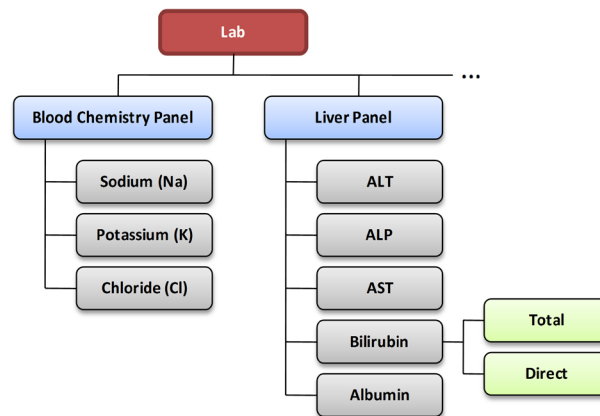 Lab
...
Blood Chemistry Panel
Liver Panel
Sodium (Na)
ALT
Potassium (K)
ALP
Chloride (Cl)
AST
Total
Bilirubin
Direct
Albumin